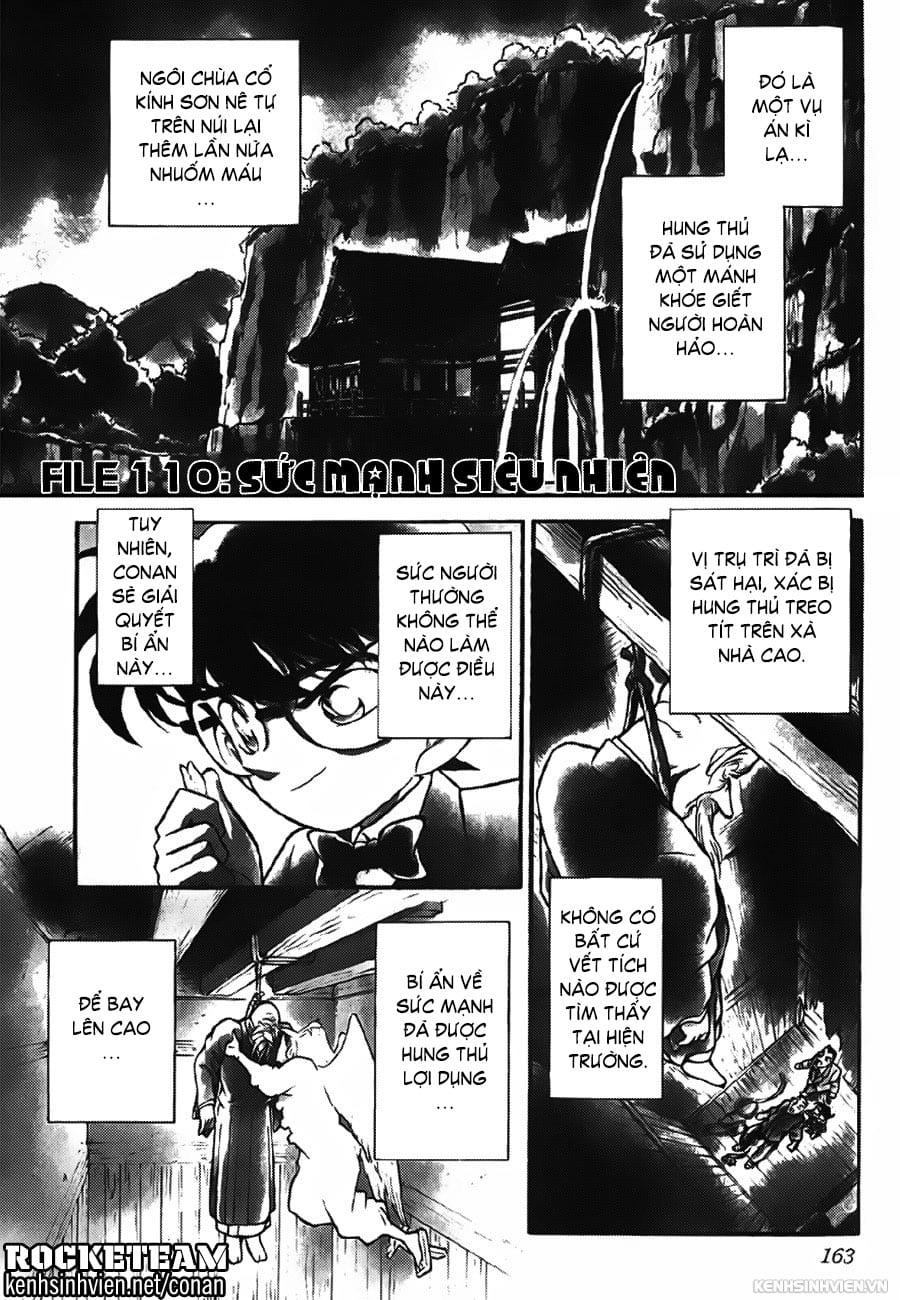 ĐÓ LÀ
MỘT VỤ
ÁN KÌ
LẠ...
HUNG THỦ
ĐÃ SỬ DỤNG
MỘT MÁNH
KHÓE GIẾT
NGƯỜI HOÀN
HẢO...
NGÔI CHÙA CỔ
KÍNH SƠN NÊ TỰ
TRÊN NÚI LẠI
THÊM LẦN NỮA
NHUỐM MÁU
...
FILE 110: SỨC MẠNH SIÊU NHIÊN
VỊ TRỤ TRÌ ĐÃ BỊ
SÁT HẠI, XÁC BỊ
HUNG THỦ TREO
TÍT TRÊN XÀ
NHÀ CAO.
KHÔNG CÓ
BẤT CỨ
VẾT TÍCH
NÀO ĐƯỢC
TÌM THẤY
TẠI HIỆN
TRƯỜNG.
SỨC NGƯỜI
THƯỜNG
KHÔNG THỂ
NÀO LÀM
ĐƯỢC ĐIỀU
NÀY...
TUY
NHIÊN,
CONAN
SẼ GIẢI
QUYẾT
BÍ ẨN
NÀY...
BÍ ẨN VỀ
SỨC MẠNH
ĐÃ ĐƯỢC
HUNG THỦ
LỢI DỤNG
...
ĐỂ BAY
LÊN CAO
...
ROCKETEAM
kenhsinhvien.net/conan
163
KENHSINHVIEN.VN